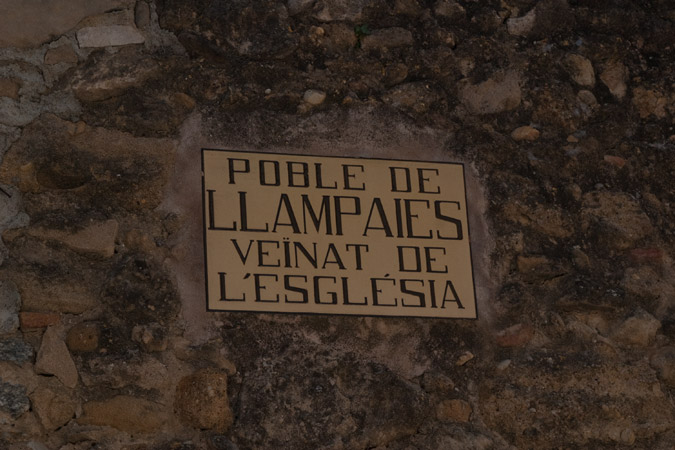 POBLE DE
LLAMPAIES
VEÏNAT DE
L'ESGLÉSIA